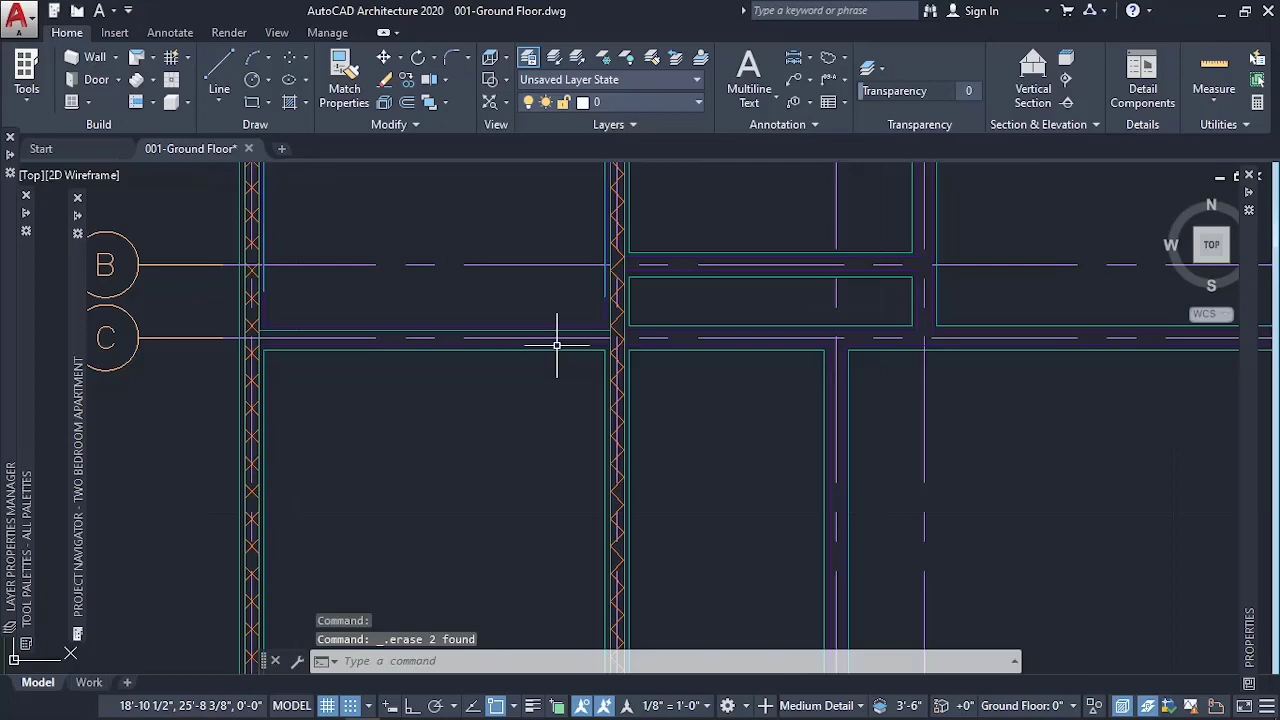 A
A
AutoCAD Architecture 2020 001-Ground Floor.dwg
Type a keyword or phrase
Sign In
?
Home Insert Annotate Render View Manage
Tools
Wall
Door
Build
Line
Draw
Match
Properties
Modify
View
Unsaved Layer State
0
Layers
A
Multiline
Text
Annotation
Transparency 0
Transparency
Vertical
Section
Section & Elevation
Detail
Components
Details
Measure
Utilities
Start 001-Ground Floor*
[Top][2D Wireframe]
N
W TOP
S
WCS
B
C
LAYER PROPERTIES MANAGER
TOOL PALETTES - ALL PALETTES
PROJECT NAVIGATOR - TWO BEDROOM APARTMENT
PROPERTIES
X
Command:
Command: _.erase 2 found
Type a command
Model Work
18'-10 1/2", 25'-8 3/8", 0'-0" MODEL 1/8" = 1'-0" Medium Detail 3'-6" +0" Ground Floor 0"